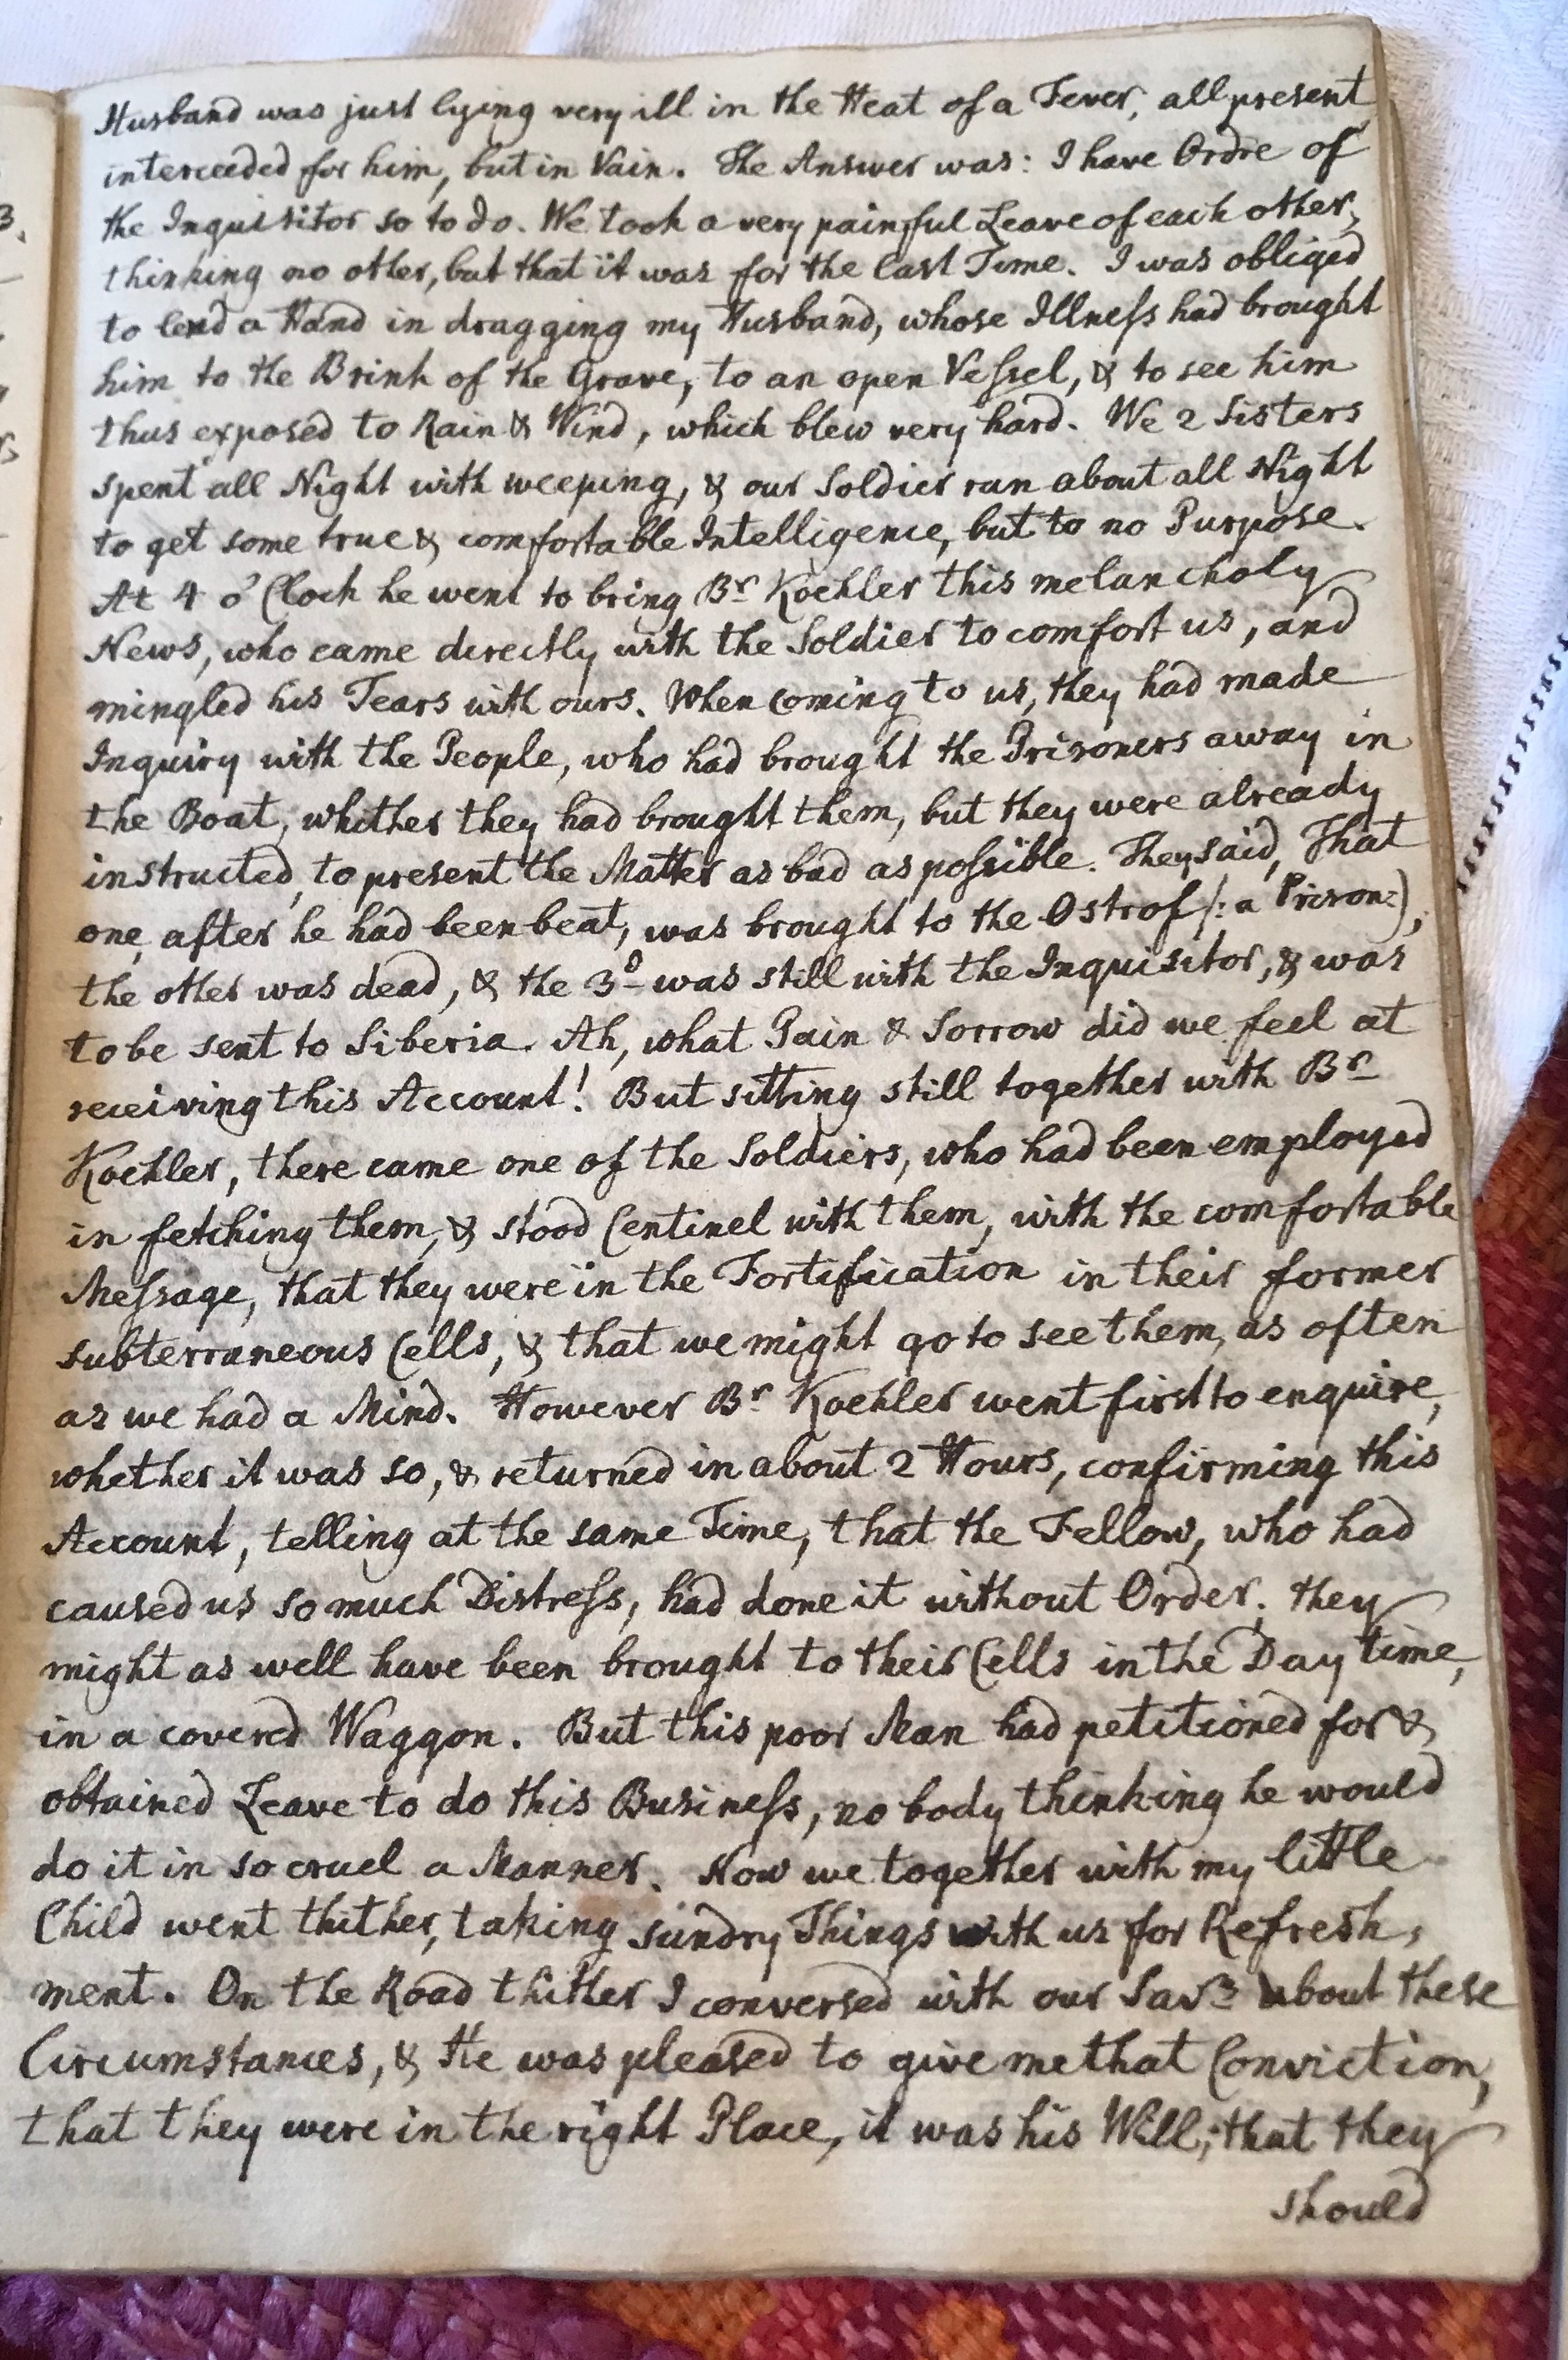 Husband was just lying very ill in the Heat of a Fever, all present
interceeded for him, but in Vain. The Answer was: I have Ordre of
the Inquisitor so to do. We took a very painful Leave of each other,
thinking no other, but that it was for the last Time. I was obliged
to lend a Hand in dragging my Husband, whose Illneſs had brought
him to the Brink of the Grave, to an open Veſsel, & to see him
thus exposed to Rain & Wind, which blew very hard. We 2 Sisters
spent all Night with weeping, & our Soldier run about all Night
to get some true & comfortable Intelligence, but to no Purpose.
At 4 o'Clock he went to bring Br Koehler this melancholy
News, who came directly with the Soldier to comfort us, and
mingled his Tears with ours. When coming to us, they had made
Inquiry with the People, who had brought the Prisoners away in
the Boat, whither they had brought them, but they were already
instructed, to present the Matter as bad as poſsible. They said, That
one, after he had been beat, was brought to the Ostrof /: a Prison:),
the other was dead, & the 3d was still with the Inquisitor, & was
to be sent to Siberia. Ah, what Pain & Sorrow did we feel at
receiving this Account! But sitting still together with Br
Koehler, there came one of the Soldiers, who had been employed
in fetching them, & stood Centinel with them, with the comfortable
Meſsage, that they were in the Fortification in their former
subterraneous Cells, & that we might go to see them, as often
as we had a Mind. However Br Koehler went first to enquire,
whether it was so, & returned in about 2 Hours, confirming this
Account, telling at the same Time, that the Fellow, who had
caused us so much Distreſs, had done it without Order. they
might as well have been brought to their Cells in the Day time,
in a covered Waggon. But this poor Man had petitioned for &
obtained Leave to do this Busineſs, no body thinking he would
do it in so cruel a Manner. Now we together with my little
Child went thither, taking sundry Things with us for Refresh,
ment. On the Road thither I conversed with our Savr about these
Circumstances, & He was pleased to give me that Conviction,
that they were in the right Place, it was his Will, that they
should